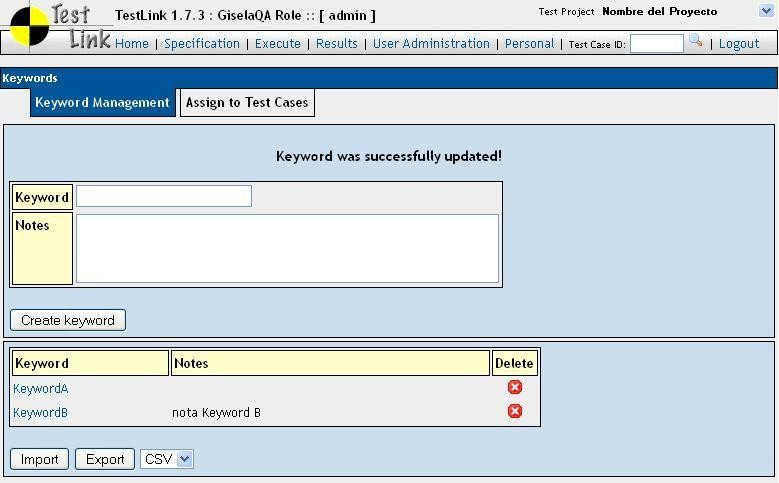 Test Link
TestLink 1.7.3 : GiselaQA Role :: [ admin ]
Test Project Nombre del Proyecto
Home | Specification | Execute | Results | User Administration | Personal | Test Case ID: | Logout
Keywords
Keyword Management Assign to Test Cases
Keyword was successfully updated!
Keyword
Notes
Create keyword
Keyword Notes Delete
KeywordA
KeywordB nota Keyword B
Import Export CSV